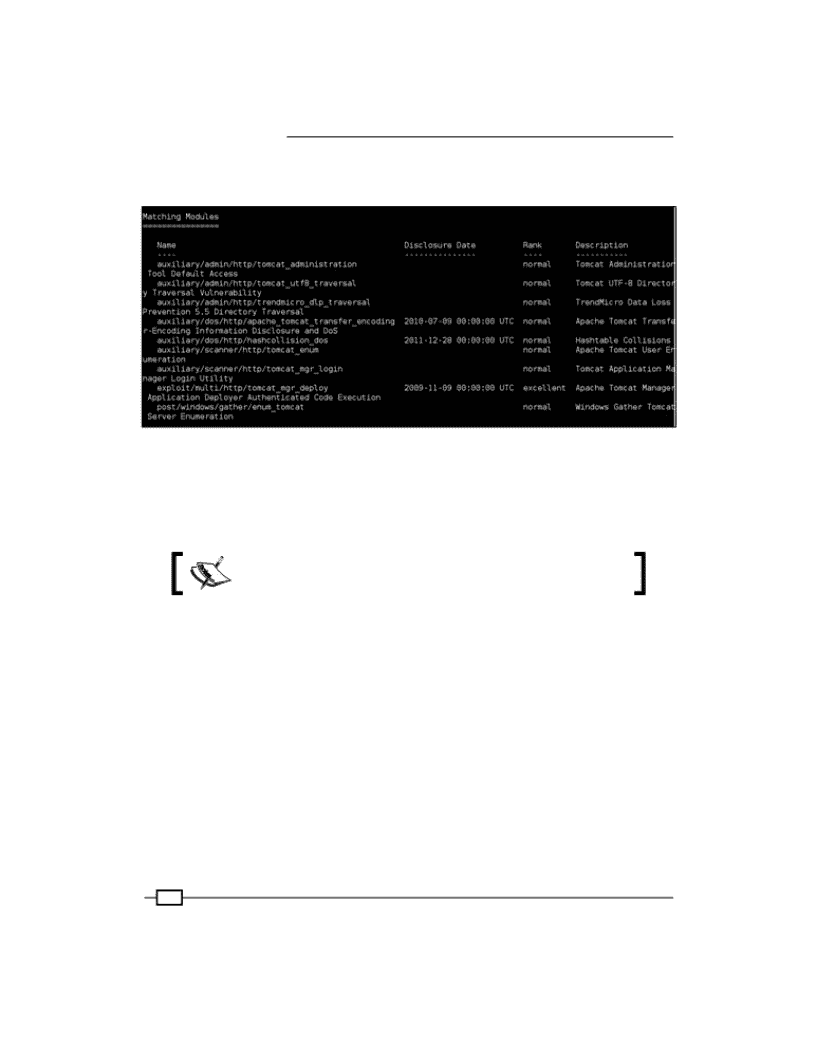 Matching Modules
================
Name Disclosure Date Rank Description
---- --------------- ---- -----------
auxiliary/admin/http/tomcat_administration normal Tomcat Administration
Tool Default Access
auxiliary/admin/http/tomcat_utf8_traversal normal Tomcat UTF-8 Director
y Traversal Vulnerability
auxiliary/admin/http/trendmicro_dlp_traversal normal TrendMicro Data Loss
Prevention 5.5 Directory Traversal
auxiliary/dos/http/apache_tomcat_transfer_encoding 2010-07-09 00:00:00 UTC normal Apache Tomcat Transfe
r-Encoding Information Disclosure and DoS
auxiliary/dos/http/hashcollision_dos 2011-12-28 00:00:00 UTC normal Hashtable Collisions
auxiliary/scanner/http/tomcat_enum normal Apache Tomcat User En
umeration
auxiliary/scanner/http/tomcat_mgr_login normal Tomcat Application Ma
nager Login Utility
exploit/multi/http/tomcat_mgr_deploy 2009-11-09 00:00:00 UTC excellent Apache Tomcat Manager
Application Deployer Authenticated Code Execution
post/windows/gather/enum_tomcat normal Windows Gather Tomcat
Server Enumeration